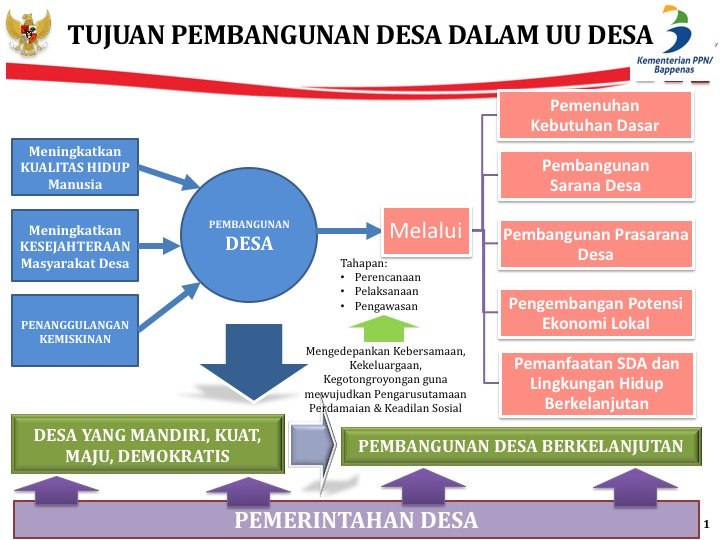 TUJUAN PEMBANGUNAN DESA DALAM UU DESA
Kementerian PPN/
Bappenas
Meningkatkan
KUALITAS HIDUP
Manusia
Meningkatkan
KESEJAHTERAAN
Masyarakat Desa
PENANGGULANGAN
KEMISKINAN
PEMBANGUNAN
DESA
Melalui
Tahapan:
• Perencanaan
• Pelaksanaan
• Pengawasan
Mengedepankan Kebersamaan,
Kekeluargaan,
Kegotongroyongan guna
mewujudkan Pengarusutamaan
Perdamaian & Keadilan Sosial
Pemenuhan
Kebutuhan Dasar
Pembangunan
Sarana Desa
Pembangunan Prasarana
Desa
Pengembangan Potensi
Ekonomi Lokal
Pemanfaatan SDA dan
Lingkungan Hidup
Berkelanjutan
DESA YANG MANDIRI, KUAT,
MAJU, DEMOKRATIS
PEMBANGUNAN DESA BERKELANJUTAN
PEMERINTAHAN DESA
1